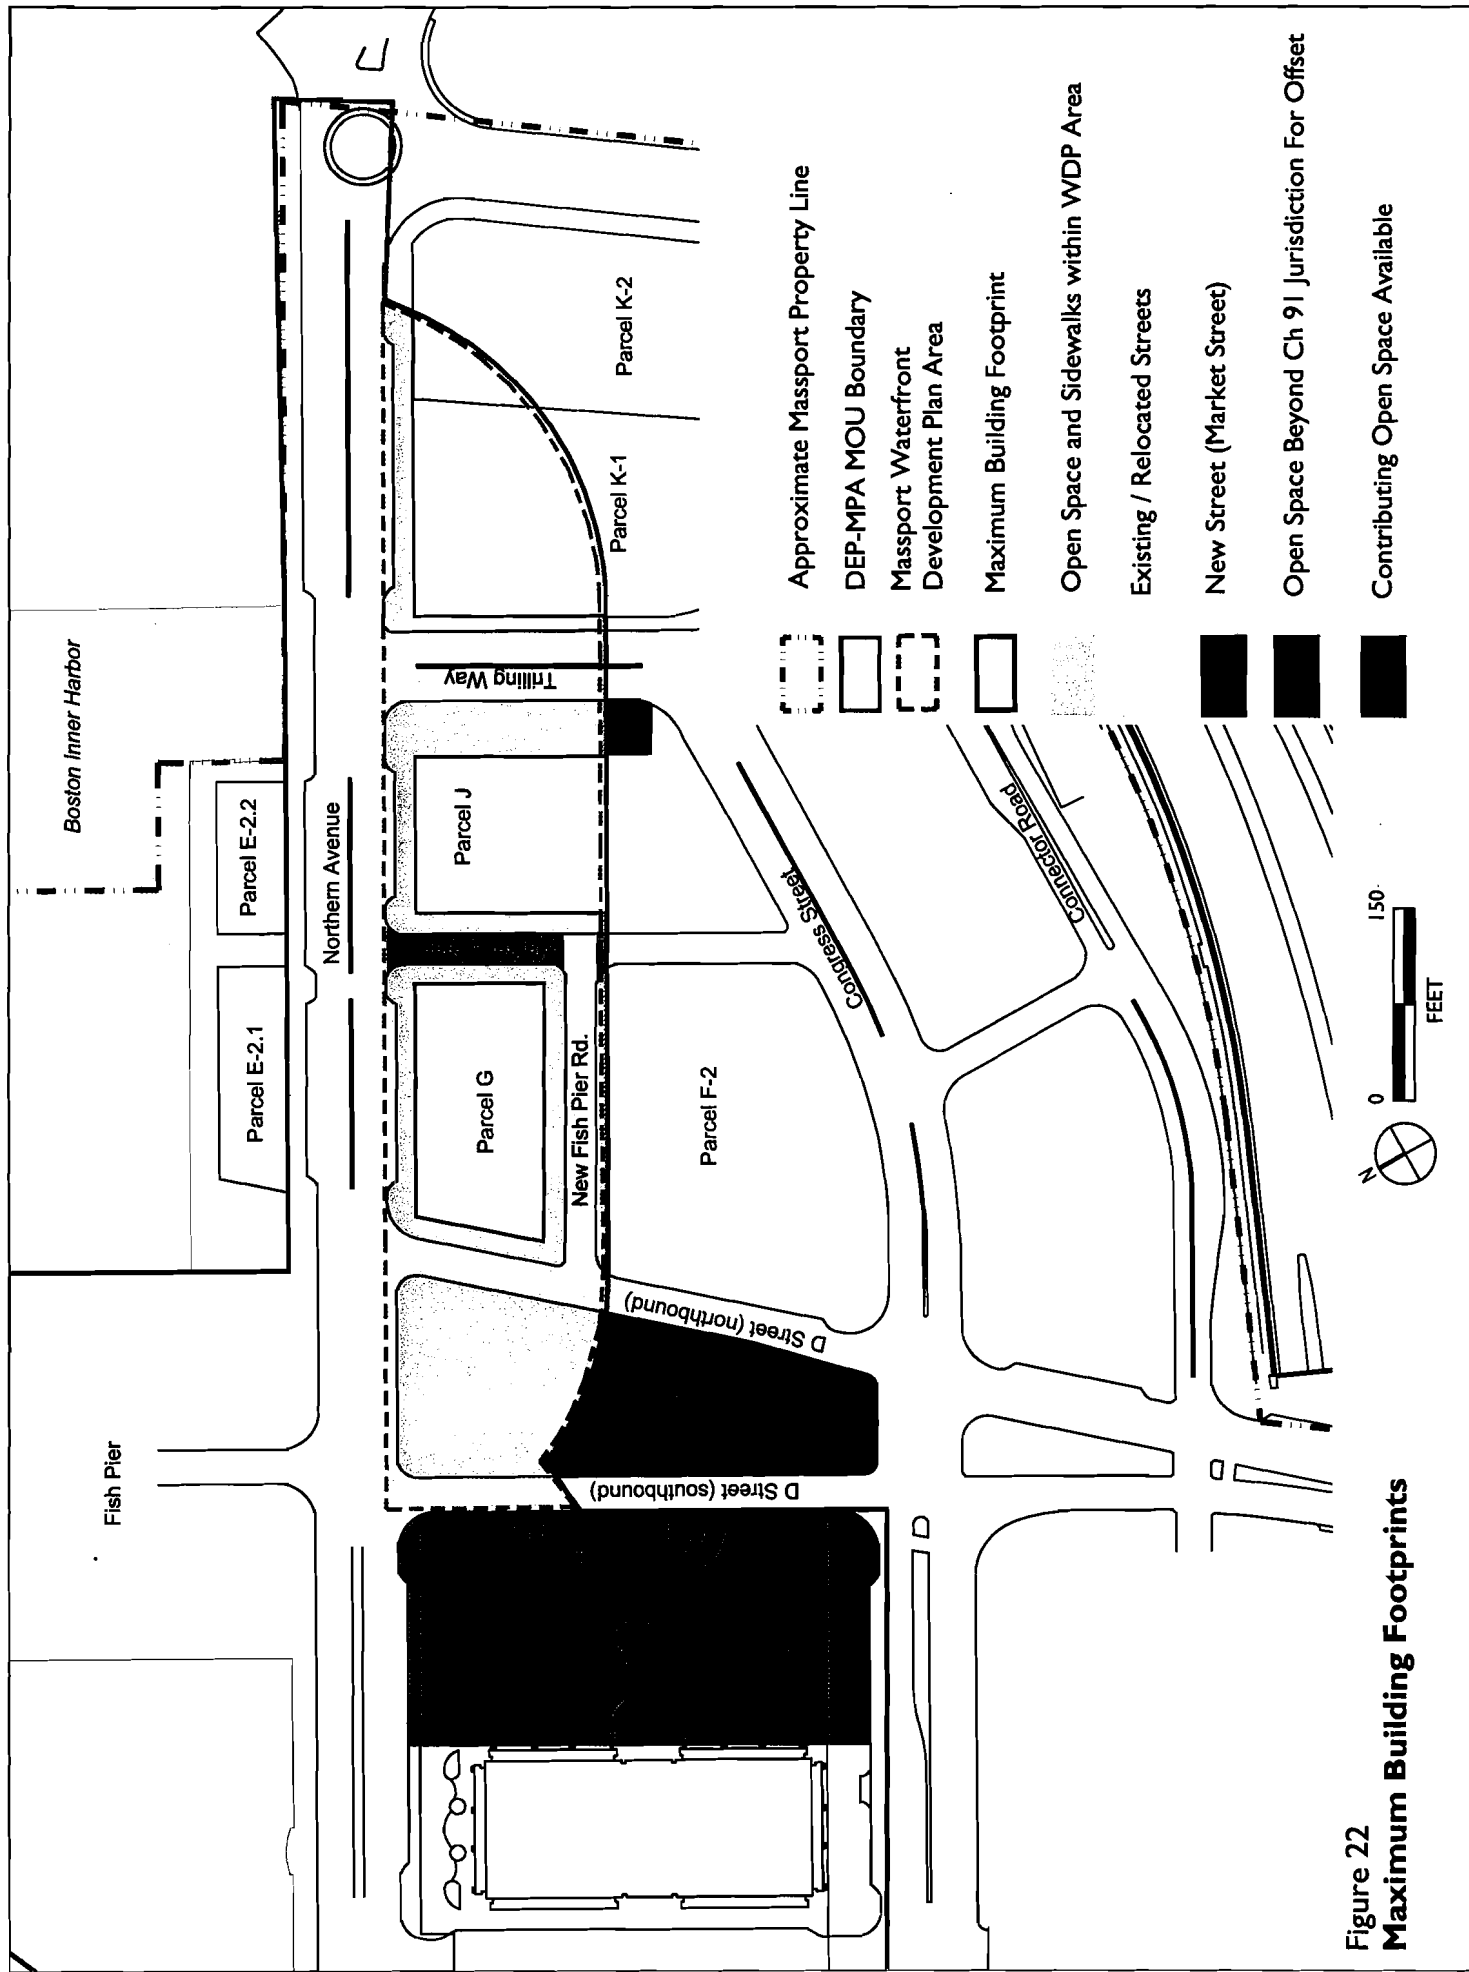 Boston Inner Harbor
Fish Pier
Parcel E-2.1
Parcel E-2.2
Northern Avenue
Parcel G
Parcel J
Parcel K-1
Parcel K-2
Trilling Way
New Fish Pier Rd.
Parcel F-2
D Street (northbound)
D Street (southbound)
Congress Street
Connector Road
Approximate Massport Property Line
DEP-MPA MOU Boundary
Massport Waterfront
Development Plan Area
Maximum Building Footprint
Open Space and Sidewalks within WDP Area
Existing / Relocated Streets
New Street (Market Street)
Open Space Beyond Ch 91 Jurisdiction For Offset
Contributing Open Space Available
N
0 150
FEET
Figure 22
Maximum Building Footprints